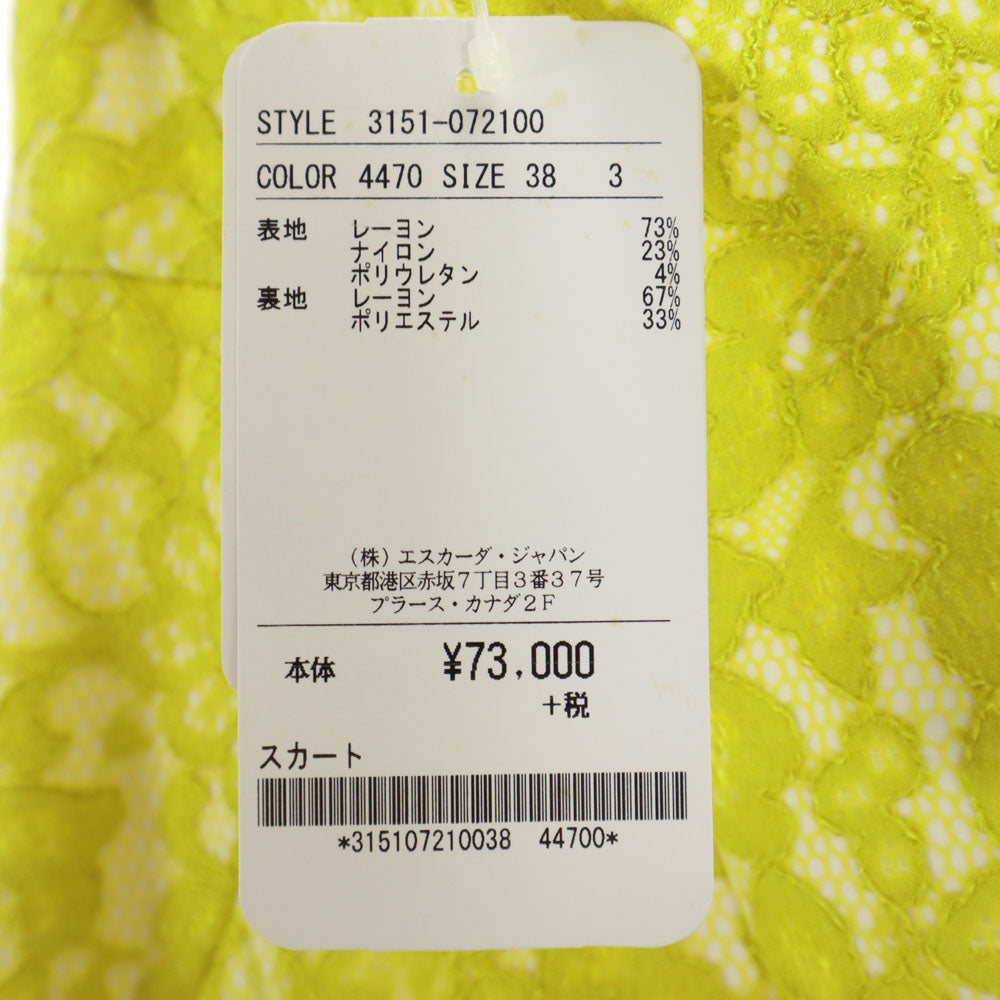 STYLE 3151-072100
COLOR 4470 SIZE 38 3
表地 レーヨン 73%
ナイロン 23%
ポリウレタン 4%
裏地 レーヨン 67%
ポリエステル 33%
(株)エスカーダ・ジャパン
東京都港区赤坂7丁目3番37号
プラース・カナダ2F
本体 ¥73,000
+税
スカート
*315107210038 44700*